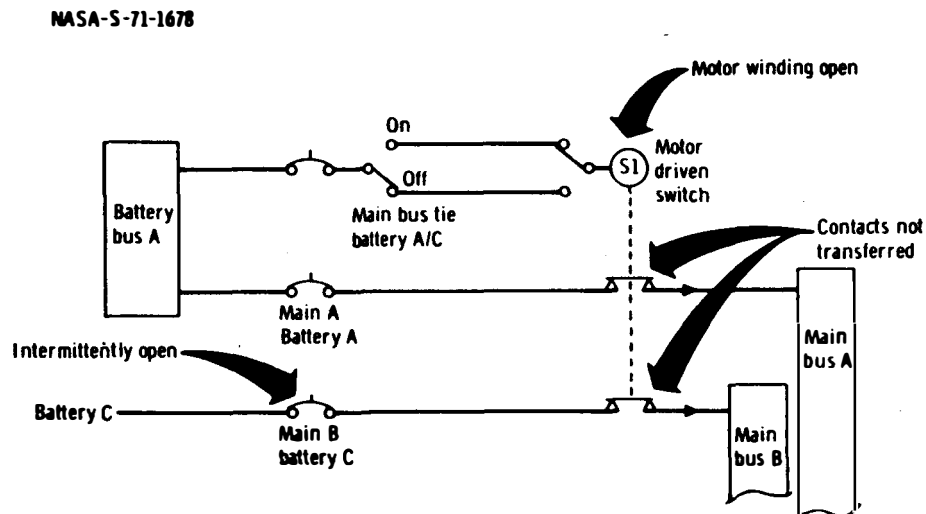 NASA-S-71-1678
Motor winding open
On
Off
S1
Motor
driven
switch
Battery
bus A
Main bus tie
battery A/C
Contacts not
transferred
Main A
Battery A
Intermittently open
Main
bus A
Battery C
Main B
battery C
Main
bus B